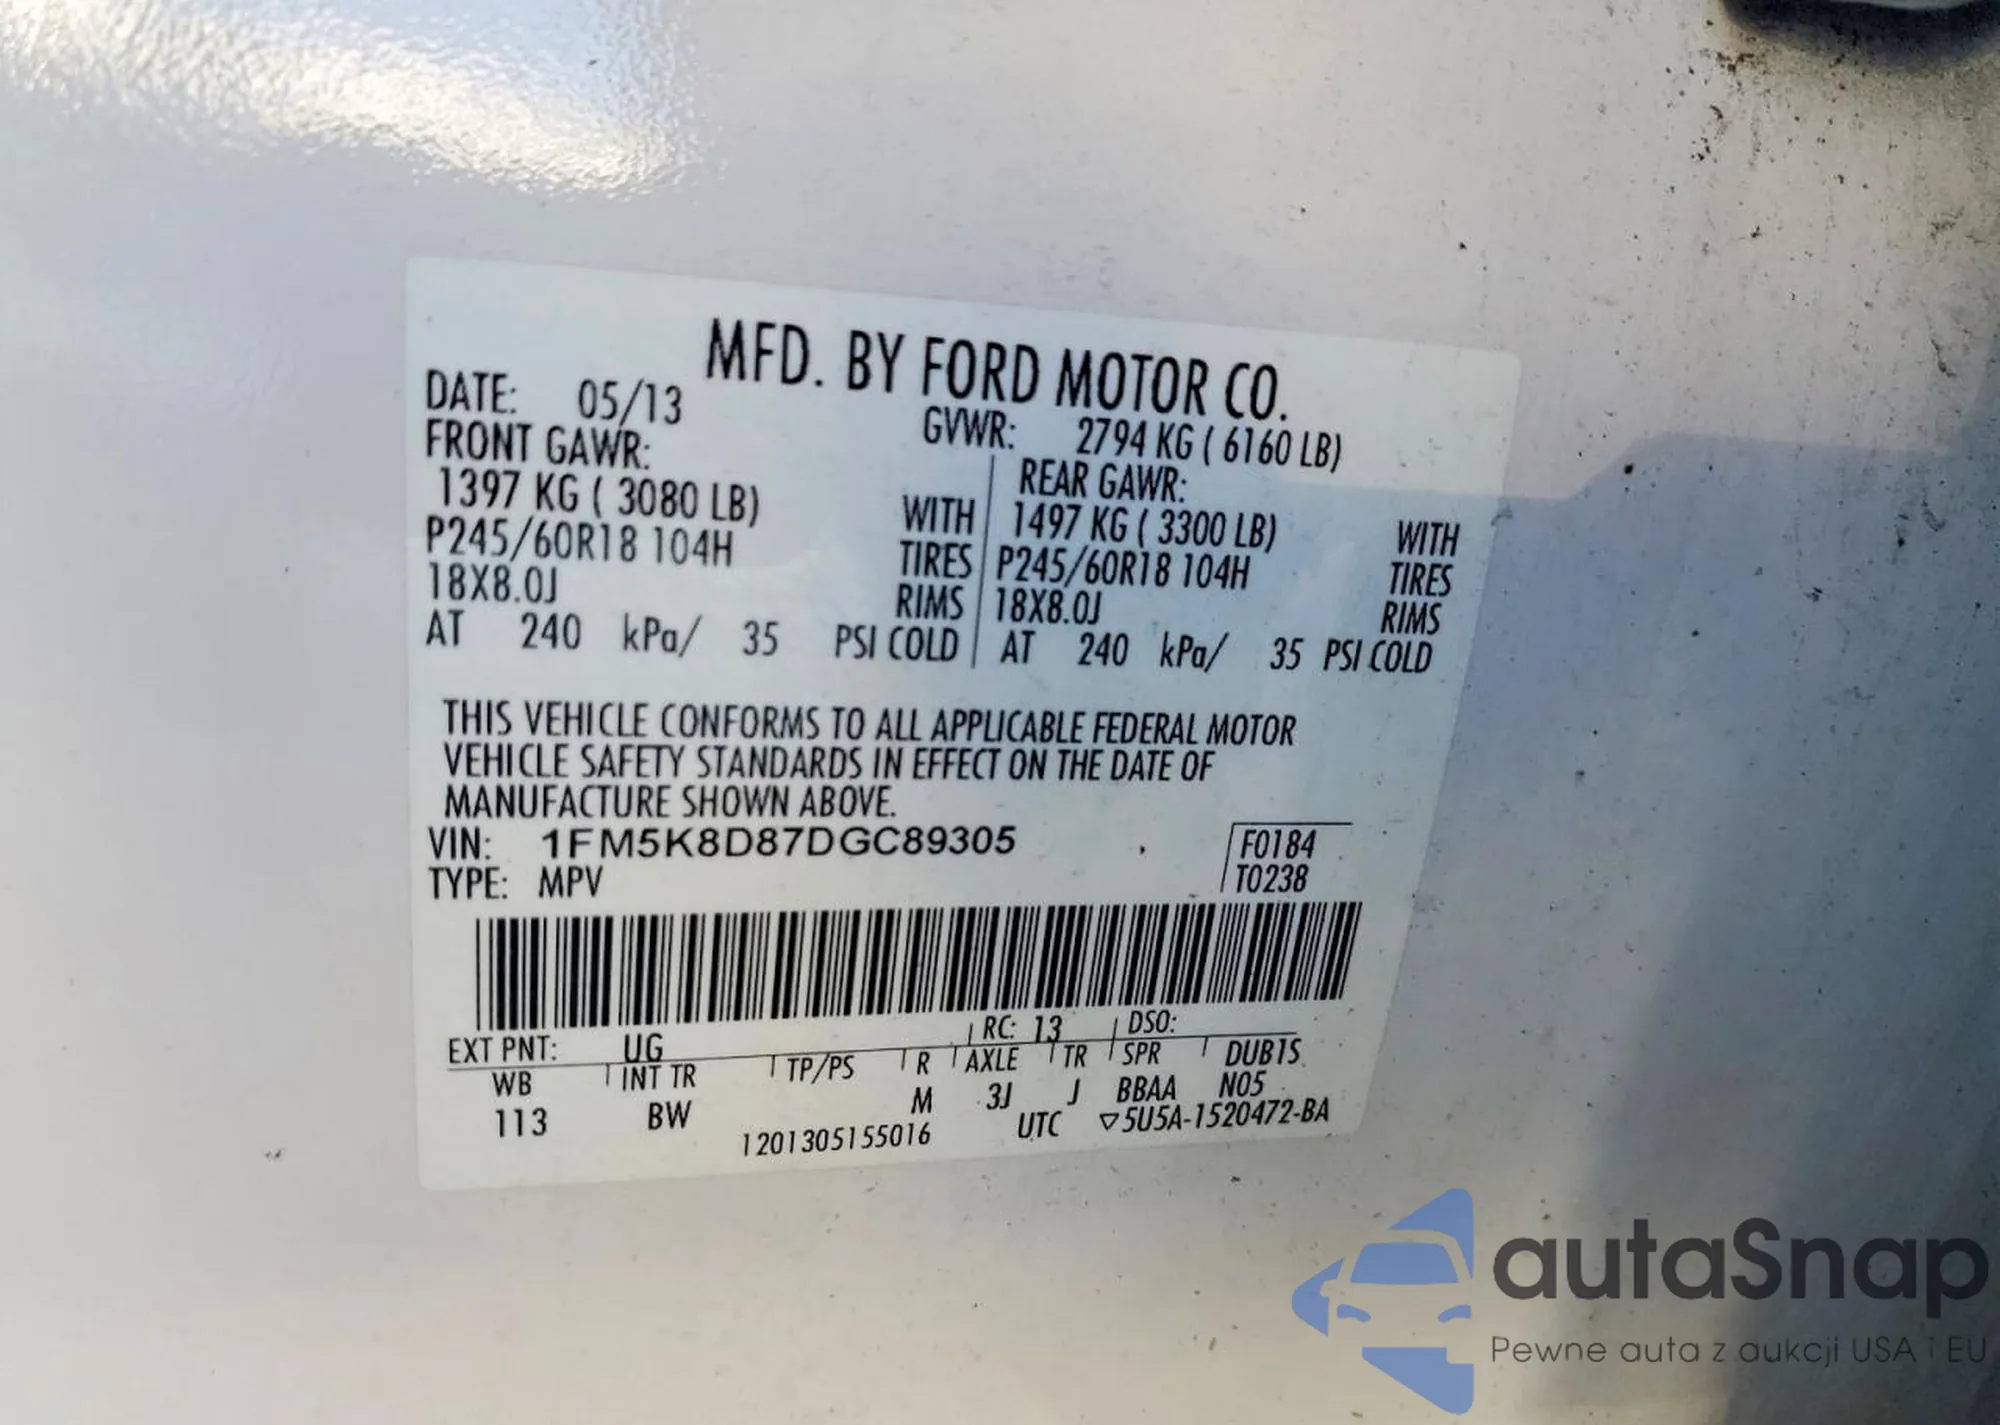 MFD. BY FORD MOTOR CO.
DATE: 05/13 GVWR: 2794 KG ( 6160 LB)
FRONT GAWR: REAR GAWR:
1397 KG ( 3080 LB) WITH 1497 KG ( 3300 LB) WITH
P245/60R18 104H TIRES P245/60R18 104H TIRES
18X8.0J RIMS 18X8.0J RIMS
AT 240 kPa/ 35 PSI COLD AT 240 kPa/ 35 PSI COLD
THIS VEHICLE CONFORMS TO ALL APPLICABLE FEDERAL MOTOR
VEHICLE SAFETY STANDARDS IN EFFECT ON THE DATE OF
MANUFACTURE SHOWN ABOVE.
VIN: 1FM5K8D87DGC89305 F0184
TYPE: MPV T0238
EXT PNT: UG RC: 13 DSO:
WB INT TR TP/PS R AXLE TR SPR DUB1S
113 BW M 3J J BBAA N05
1201305155016 UTC ▽5U5A-1520472-BA
autaSnap
Pewne auta z aukcji USA i EU